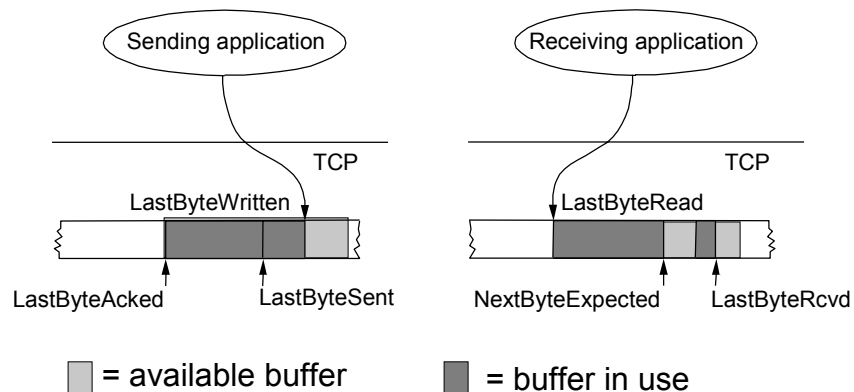 Sending application
Receiving application
TCP
TCP
LastByteWritten
LastByteRead
LastByteAcked
LastByteSent
NextByteExpected
LastByteRcvd
= available buffer
= buffer in use